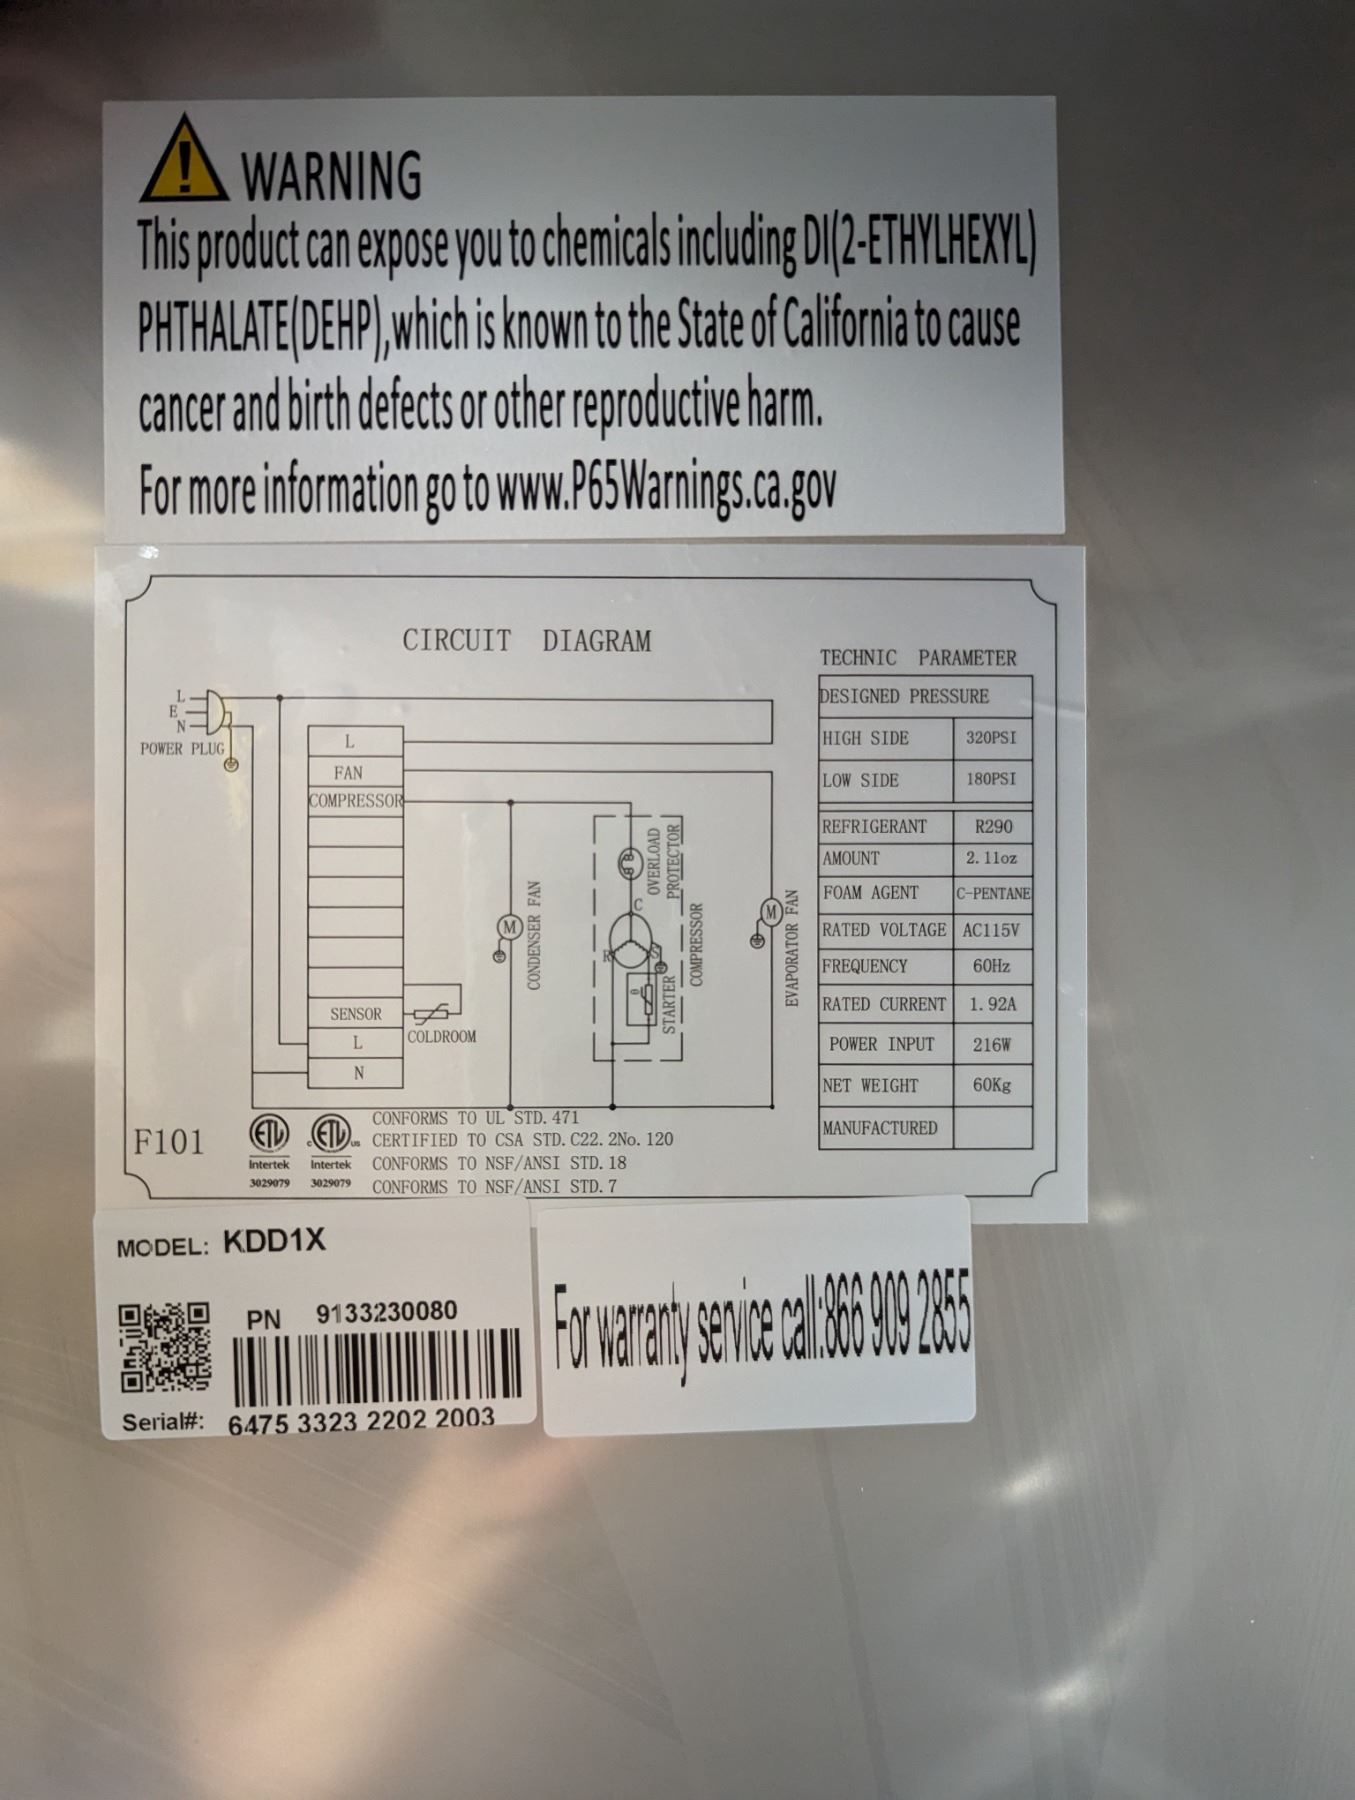 WARNING
This product can expose you to chemicals including DI(2-ETHYLHEXYL)
PHTHALATE(DEHP),which is known to the State of California to cause
cancer and birth defects or other reproductive harm.
For more information go to www.P65Warnings.ca.gov
CIRCUIT DIAGRAM
L
E
N
POWER PLUG
L
FAN
COMPRESSOR
SENSOR
L
N
COLDROOM
M
CONDENSER FAN
OVERLOAD
PROTECTOR
C
R
S
θ
STARTER
COMPRESSOR
M
EVAPORATOR FAN
TECHNIC PARAMETER
DESIGNED PRESSURE
HIGH SIDE 320PSI
LOW SIDE 180PSI
REFRIGERANT R290
AMOUNT 2.11oz
FOAM AGENT C-PENTANE
RATED VOLTAGE AC115V
FREQUENCY 60Hz
RATED CURRENT 1.92A
POWER INPUT 216W
NET WEIGHT 60Kg
MANUFACTURED
F101
ETL
Intertek
3029079
c ETL us
Intertek
3029079
CONFORMS TO UL STD.471
CERTIFIED TO CSA STD.C22.2No.120
CONFORMS TO NSF/ANSI STD.18
CONFORMS TO NSF/ANSI STD.7
MODEL: KDD1X
PN 9133230080
Serial#: 6475 3323 2202 2003
For warranty service call:866 909 2855